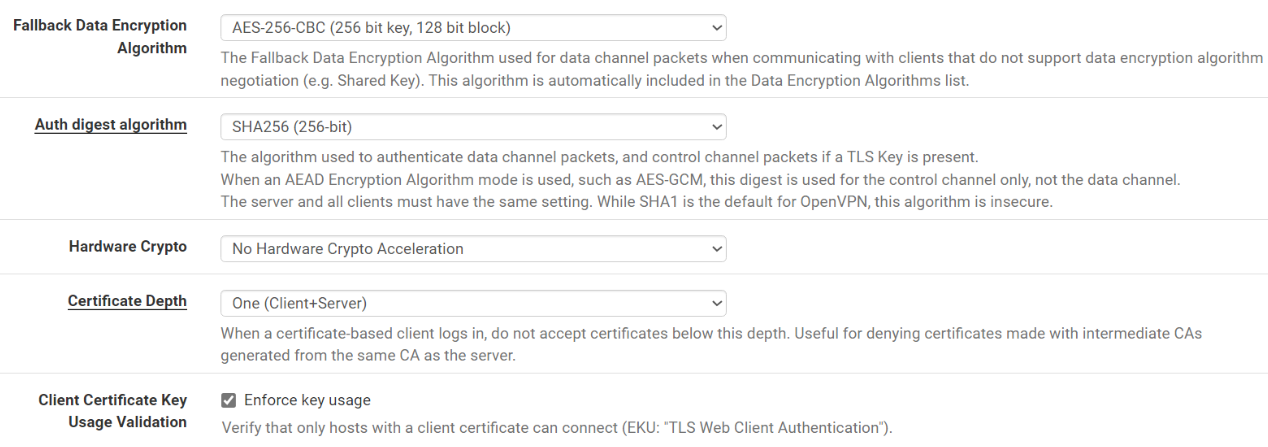 Fallback Data Encryption
Algorithm
AES-256-CBC (256 bit key, 128 bit block)
The Fallback Data Encryption Algorithm used for data channel packets when communicating with clients that do not support data encryption algorithm
negotiation (e.g. Shared Key). This algorithm is automatically included in the Data Encryption Algorithms list.
Auth digest algorithm
SHA256 (256-bit)
The algorithm used to authenticate data channel packets, and control channel packets if a TLS Key is present.
When an AEAD Encryption Algorithm mode is used, such as AES-GCM, this digest is used for the control channel only, not the data channel.
The server and all clients must have the same setting. While SHA1 is the default for OpenVPN, this algorithm is insecure.
Hardware Crypto
No Hardware Crypto Acceleration
Certificate Depth
One (Client+Server)
When a certificate-based client logs in, do not accept certificates below this depth. Useful for denying certificates made with intermediate CAs
generated from the same CA as the server.
Client Certificate Key
Usage Validation
Enforce key usage
Verify that only hosts with a client certificate can connect (EKU: "TLS Web Client Authentication").